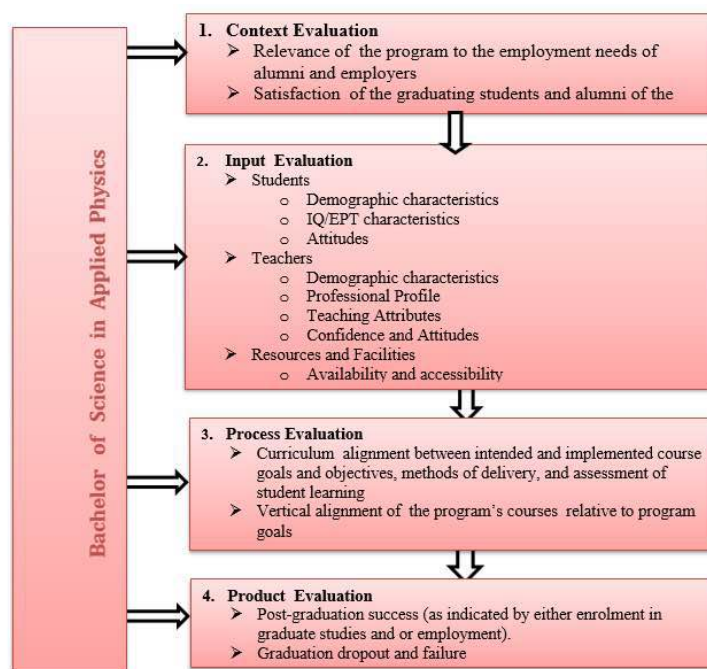 Bachelor of Science in Applied Physics
1. Context Evaluation
➢ Relevance of the program to the employment needs of
alumni and employers
➢ Satisfaction of the graduating students and alumni of the
2. Input Evaluation
➢ Students
o Demographic characteristics
o IQ/EPT characteristics
o Attitudes
➢ Teachers
o Demographic characteristics
o Professional Profile
o Teaching Attributes
o Confidence and Attitudes
➢ Resources and Facilities
o Availability and accessibility
3. Process Evaluation
➢ Curriculum alignment between intended and implemented course
goals and objectives, methods of delivery, and assessment of
student learning
➢ Vertical alignment of the program's courses relative to program
goals
4. Product Evaluation
➢ Post-graduation success (as indicated by either enrolment in
graduate studies and or employment).
➢ Graduation dropout and failure